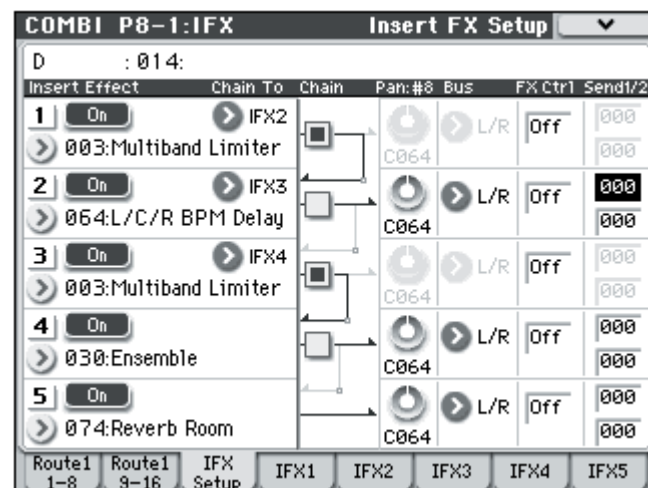 COMBI P8-1:IFX Insert FX Setup
D :014:
Insert Effect Chain To Chain Pan:#8 Bus FX Ctrl Send1/2
1 On IFX2 L/R Off 000
003:Multiband Limiter C064 000
2 On IFX3 L/R Off 000
064:L/C/R BPM Delay C064 000
3 On IFX4 L/R Off 000
003:Multiband Limiter C064 000
4 On L/R Off 000
030:Ensemble C064 000
5 On L/R Off 000
074:Reverb Room C064 000
Route1 1-8 Route1 9-16 IFX Setup IFX1 IFX2 IFX3 IFX4 IFX5